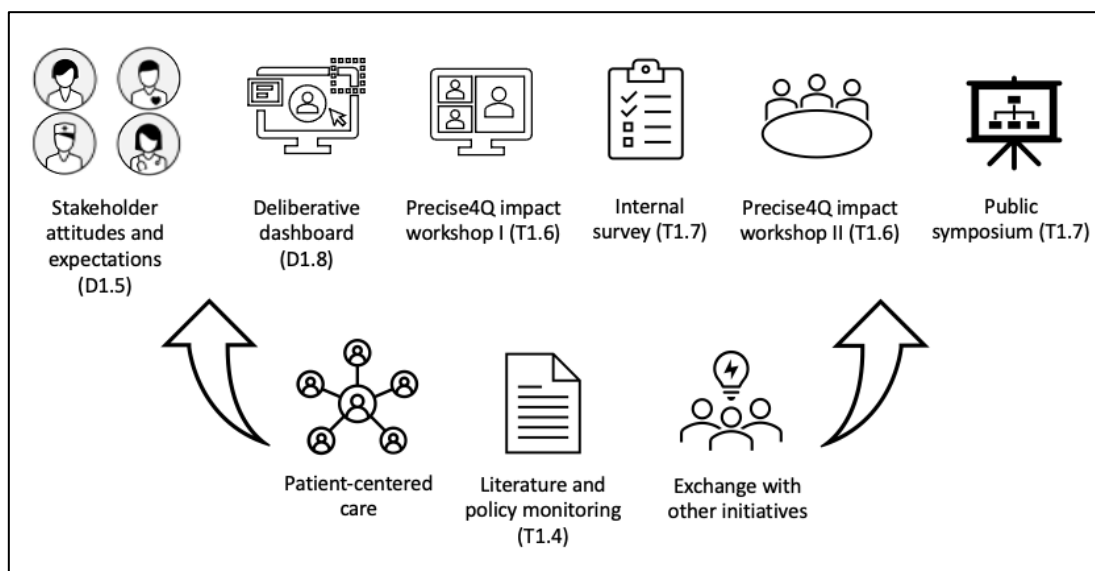 Stakeholder
attitudes and
expectations
(D1.5)
Deliberative
dashboard
(D1.8)
Precise4Q impact
workshop I (T1.6)
Internal
survey (T1.7)
Precise4Q impact
workshop II (T1.6)
Public
symposium (T1.7)
Patient-centered
care
Literature and
policy monitoring
(T1.4)
Exchange with
other initiatives